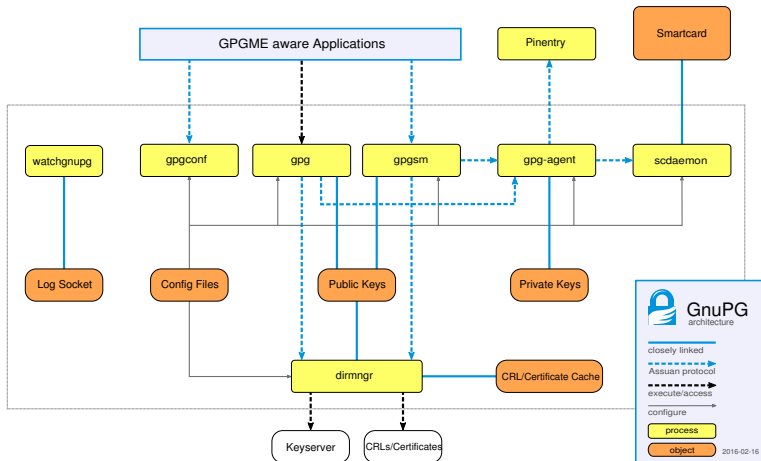 GPGME aware Applications
Pinentry
Smartcard
watchgnupg
gpgconf
gpg
gpgsm
gpg-agent
scdaemon
Log Socket
Config Files
Public Keys
Private Keys
dirmngr
CRL/Certificate Cache
Keyserver
CRLs/Certificates
GnuPG
architecture
closely linked
Assuan protocol
execute/access
configure
process
object
2016-02-16